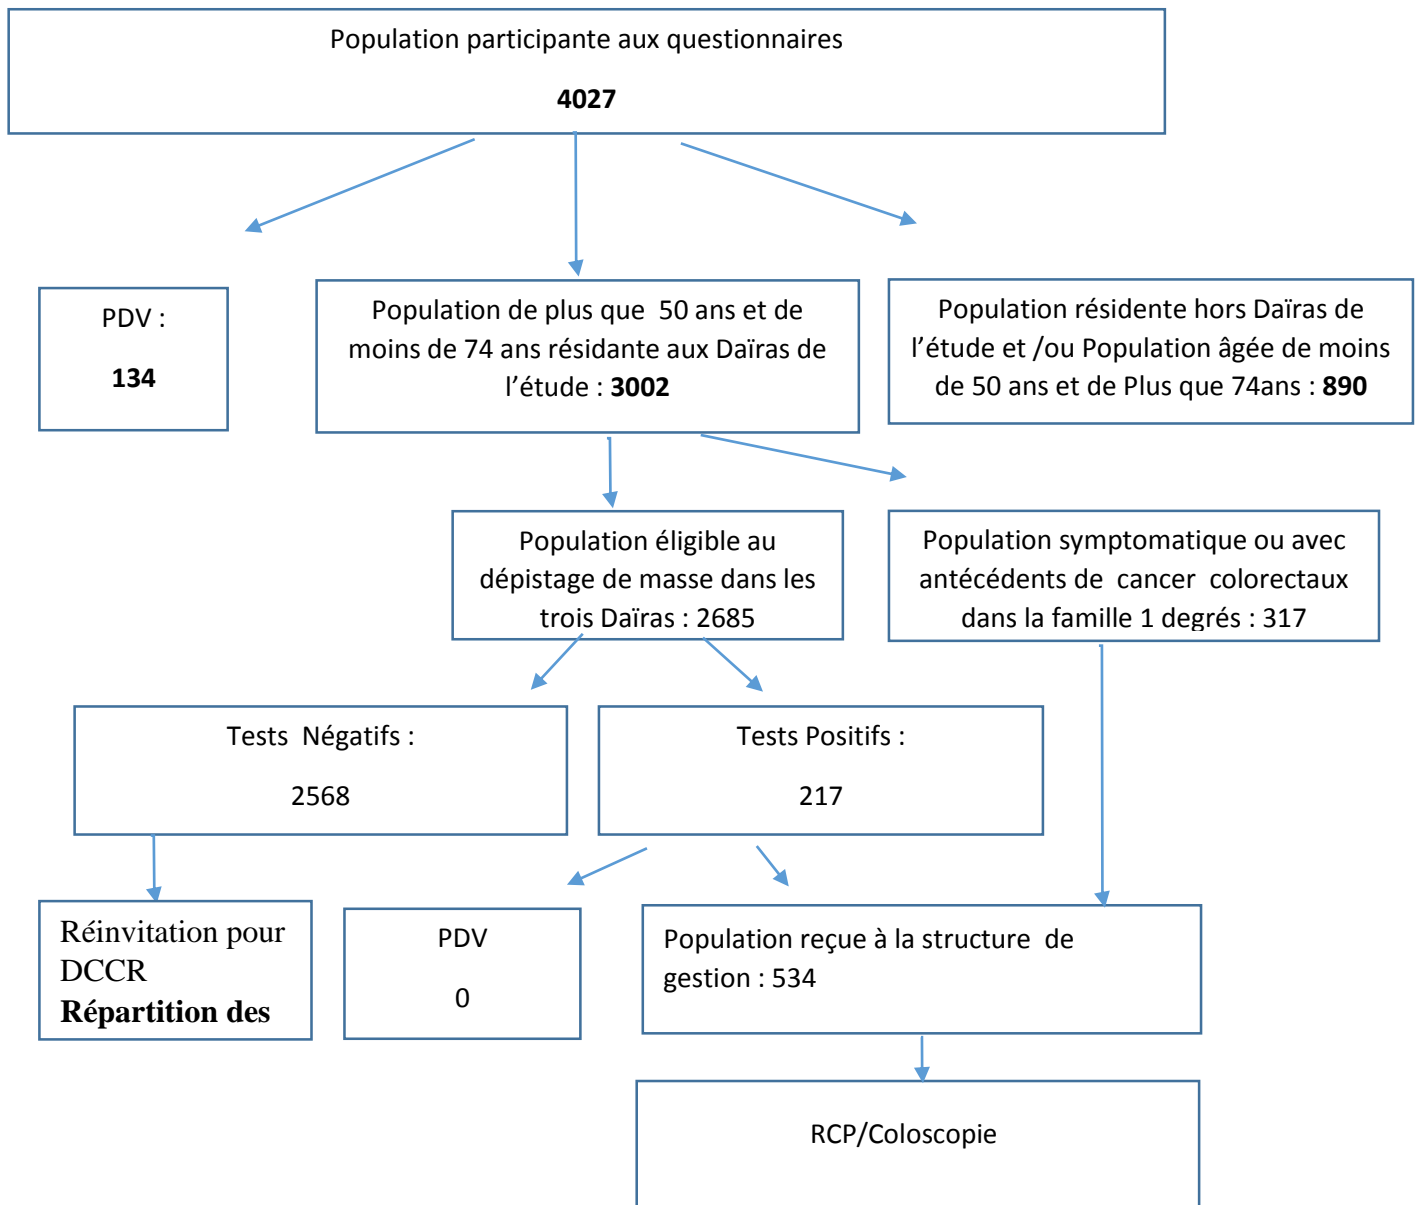 Population participante aux questionnaires
4027
PDV :
134
Population de plus que 50 ans et de
moins de 74 ans résidante aux Daïras de
l’étude : 3002
Population résidente hors Daïras de
l’étude et /ou Population âgée de moins
de 50 ans et de Plus que 74ans : 890
Population éligible au
dépistage de masse dans les
trois Daïras : 2685
Population symptomatique ou avec
antécédents de cancer colorectaux
dans la famille 1 degrés : 317
Tests Négatifs :
2568
Tests Positifs :
217
Réinvitation pour
DCCR
Répartition des
PDV
0
Population reçue à la structure de
gestion : 534
RCP/Coloscopie